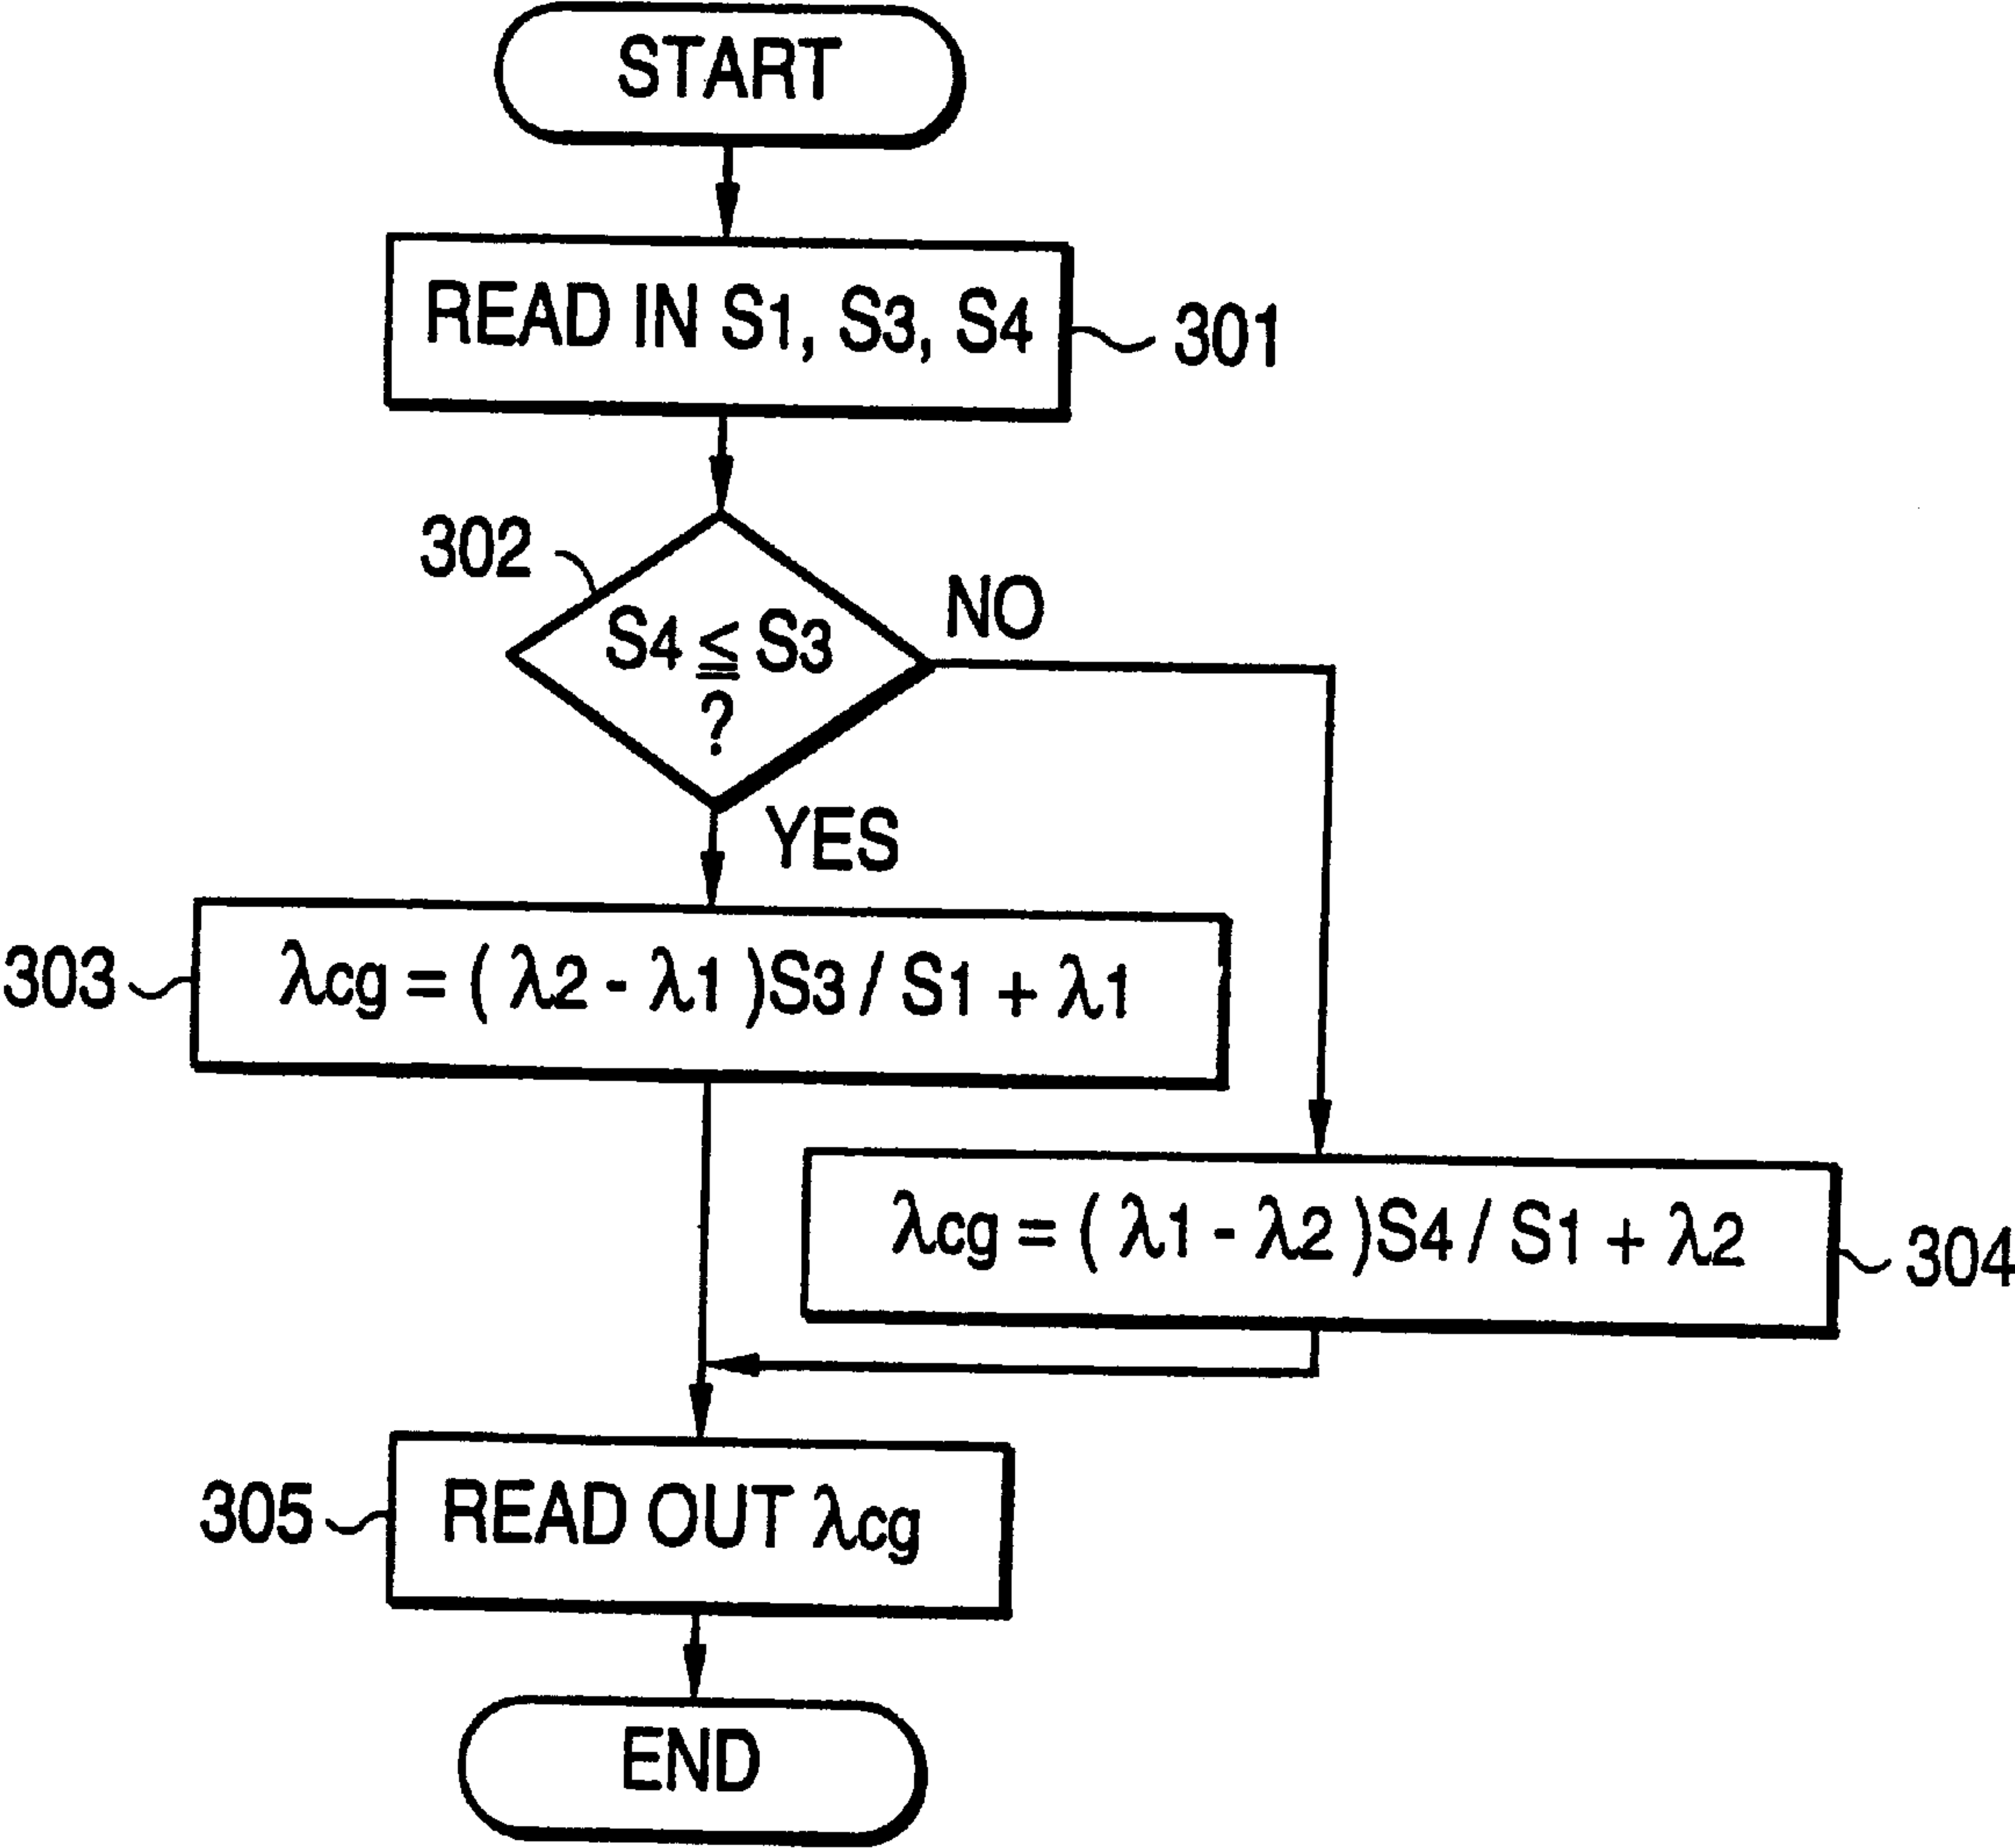 START
READ IN S1, S3, S4
301
302
S4 ≦ S3
?
NO
YES
303
λcg = ( λ2 - λ1 )S3 / S1 + λ1
λcg = ( λ1 - λ2 )S4 / S1 + λ2
304
305
READ OUT λcg
END